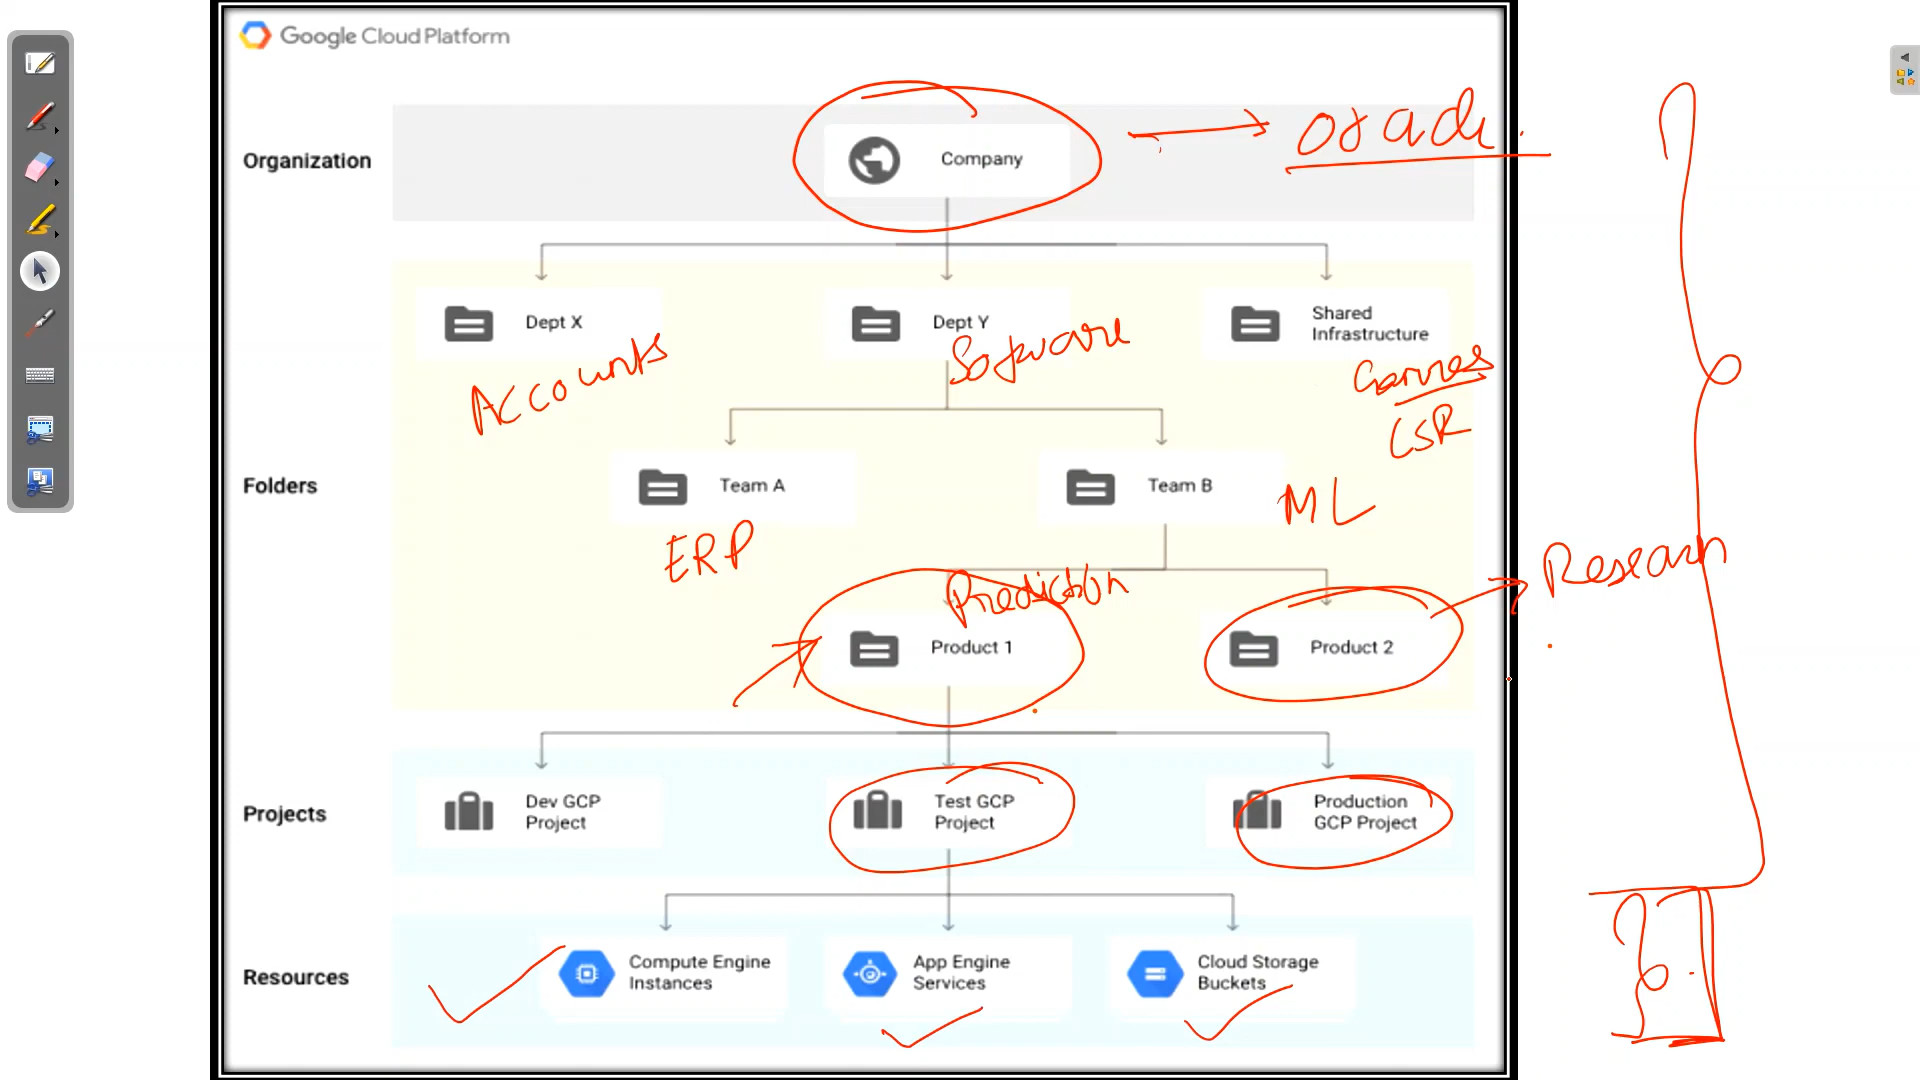 Google Cloud Platform
Organization
Company
Dept X
Dept Y
Shared
Infrastructure
Accounts
Software
CSR
Folders
Team A
Team B
ML
ERP
Prediction
Research
Product 1
Product 2
Projects
Dev GCP
Project
Test GCP
Project
Production
GCP Project
Resources
Compute Engine
Instances
App Engine
Services
Cloud Storage
Buckets